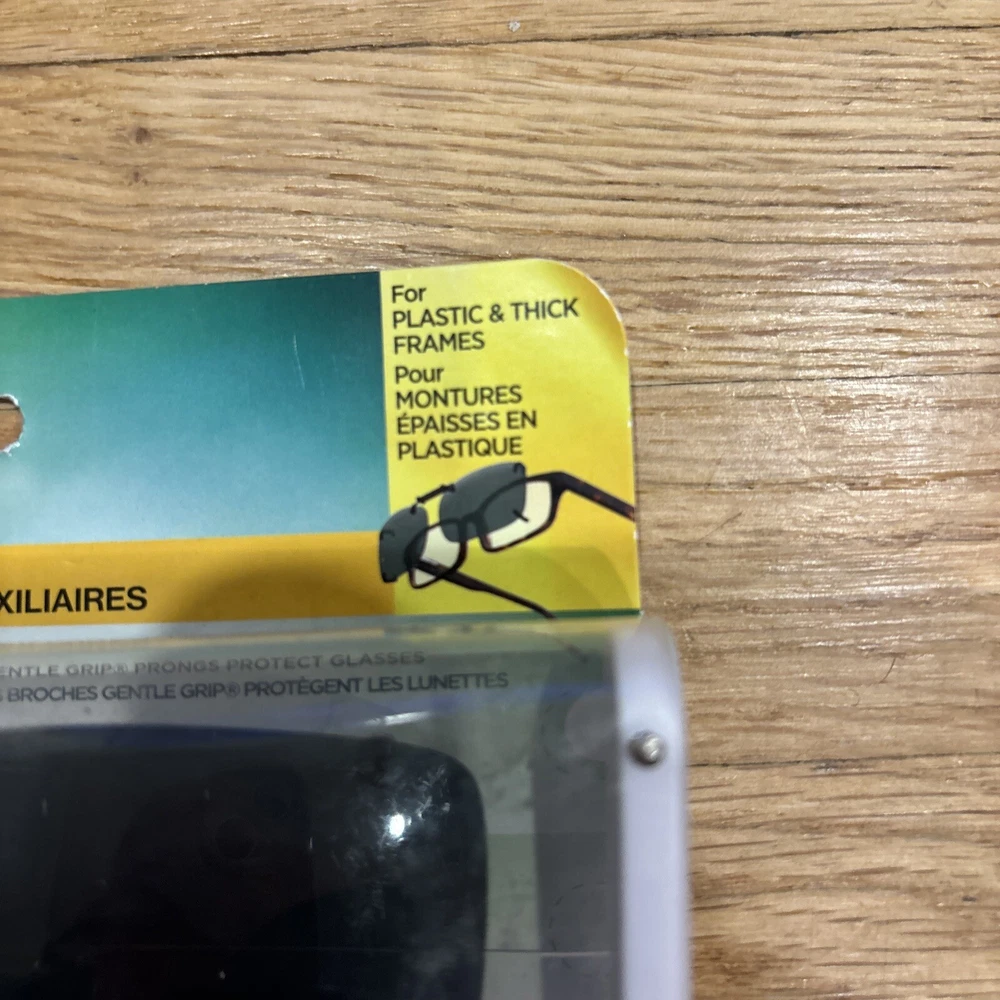 For
PLASTIC & THICK
FRAMES
Pour
MONTURES
ÉPAISSES EN
PLASTIQUE
XILIAIRES
ENTLE GRIP® PRONGS PROTECT GLASSES
S BROCHES GENTLE GRIP® PROTÈGENT LES LUNETTES